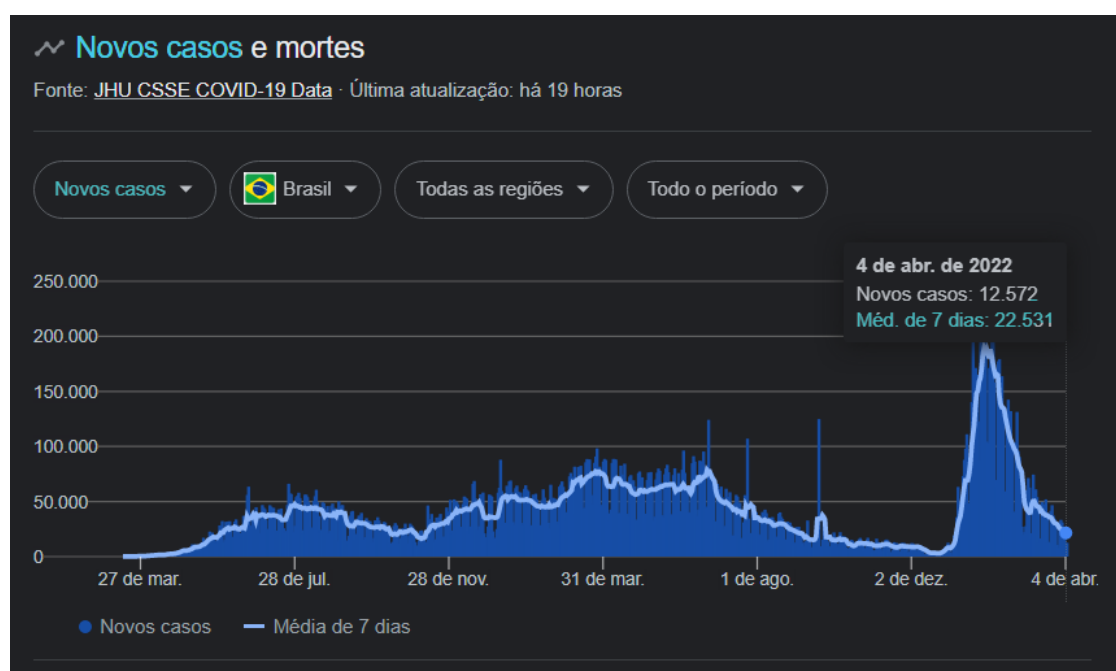 Novos casos e mortes
Fonte: JHU CSSE COVID-19 Data · Última atualização: há 19 horas
Novos casos Brasil Todas as regiões Todo o período
4 de abr. de 2022
Novos casos: 12.572
Méd. de 7 dias: 22.531
250.000
200.000
150.000
100.000
50.000
0
27 de mar. 28 de jul. 28 de nov. 31 de mar. 1 de ago. 2 de dez. 4 de abr.
Novos casos Média de 7 dias